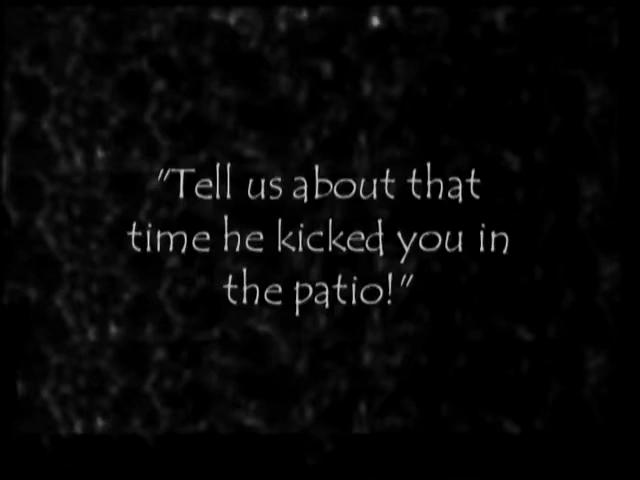 "Tell us about that
time he kicked you in
the patio!"